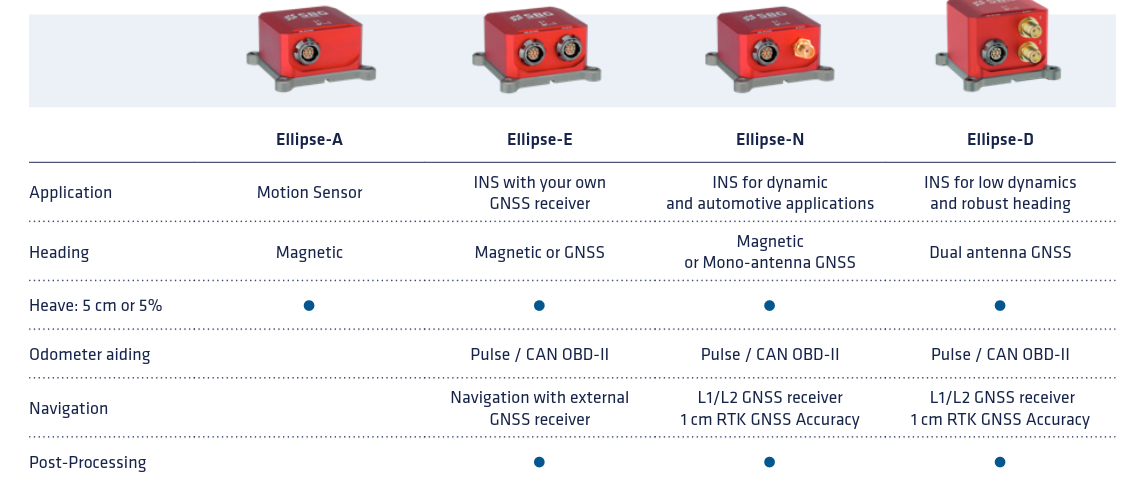 SBG
SBG
SBG
SBG
Ellipse-A Ellipse-E Ellipse-N Ellipse-D
Application Motion Sensor INS with your own INS for dynamic INS for low dynamics
GNSS receiver and automotive applications and robust heading
Heading Magnetic Magnetic or GNSS Magnetic Dual antenna GNSS
or Mono-antenna GNSS
Heave: 5 cm or 5% ● ● ● ●
Odometer aiding Pulse / CAN OBD-II Pulse / CAN OBD-II Pulse / CAN OBD-II
Navigation Navigation with external L1/L2 GNSS receiver L1/L2 GNSS receiver
GNSS receiver 1 cm RTK GNSS Accuracy 1 cm RTK GNSS Accuracy
Post-Processing ● ● ●